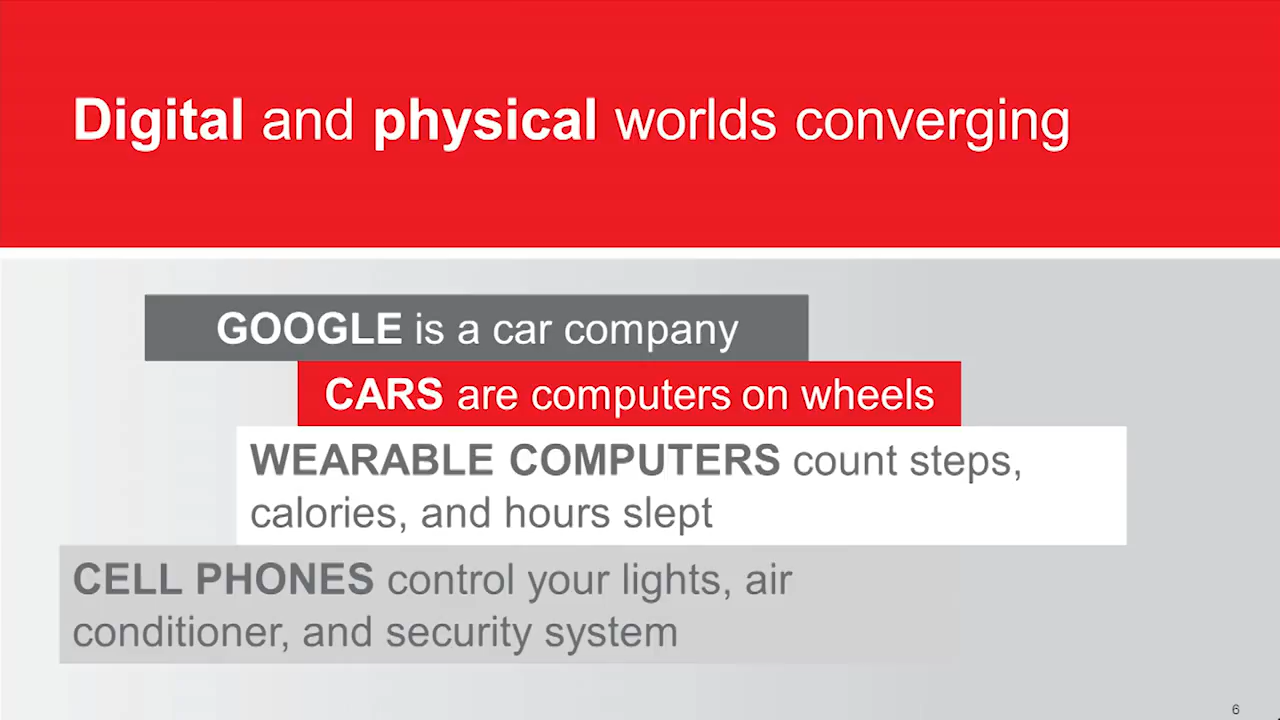 Digital and physical worlds converging
GOOGLE is a car company
CARS are computers on wheels
WEARABLE COMPUTERS count steps,
calories, and hours slept
CELL PHONES control your lights, air
conditioner, and security system
6